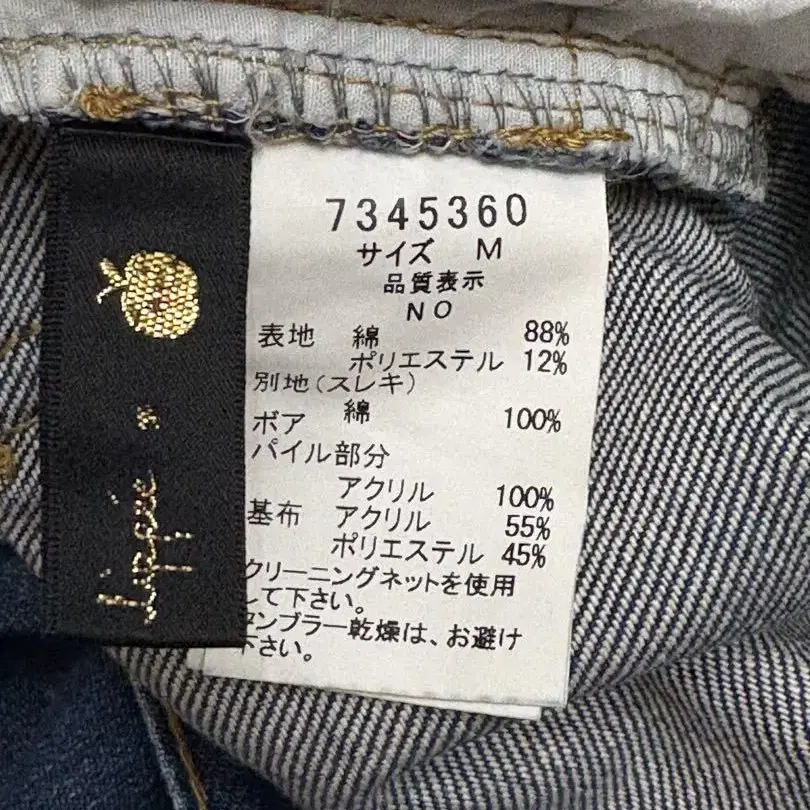 7345360
サイズ M
品質表示
NO
表地 綿 88%
ポリエステル 12%
別地(スレキ)
綿 100%
ボア
パイル部分
アクリル 100%
基布 アクリル 55%
ポリエステル 45%
クリーニングネットを使用
して下さい。
タンブラー乾燥は、お避け
下さい。